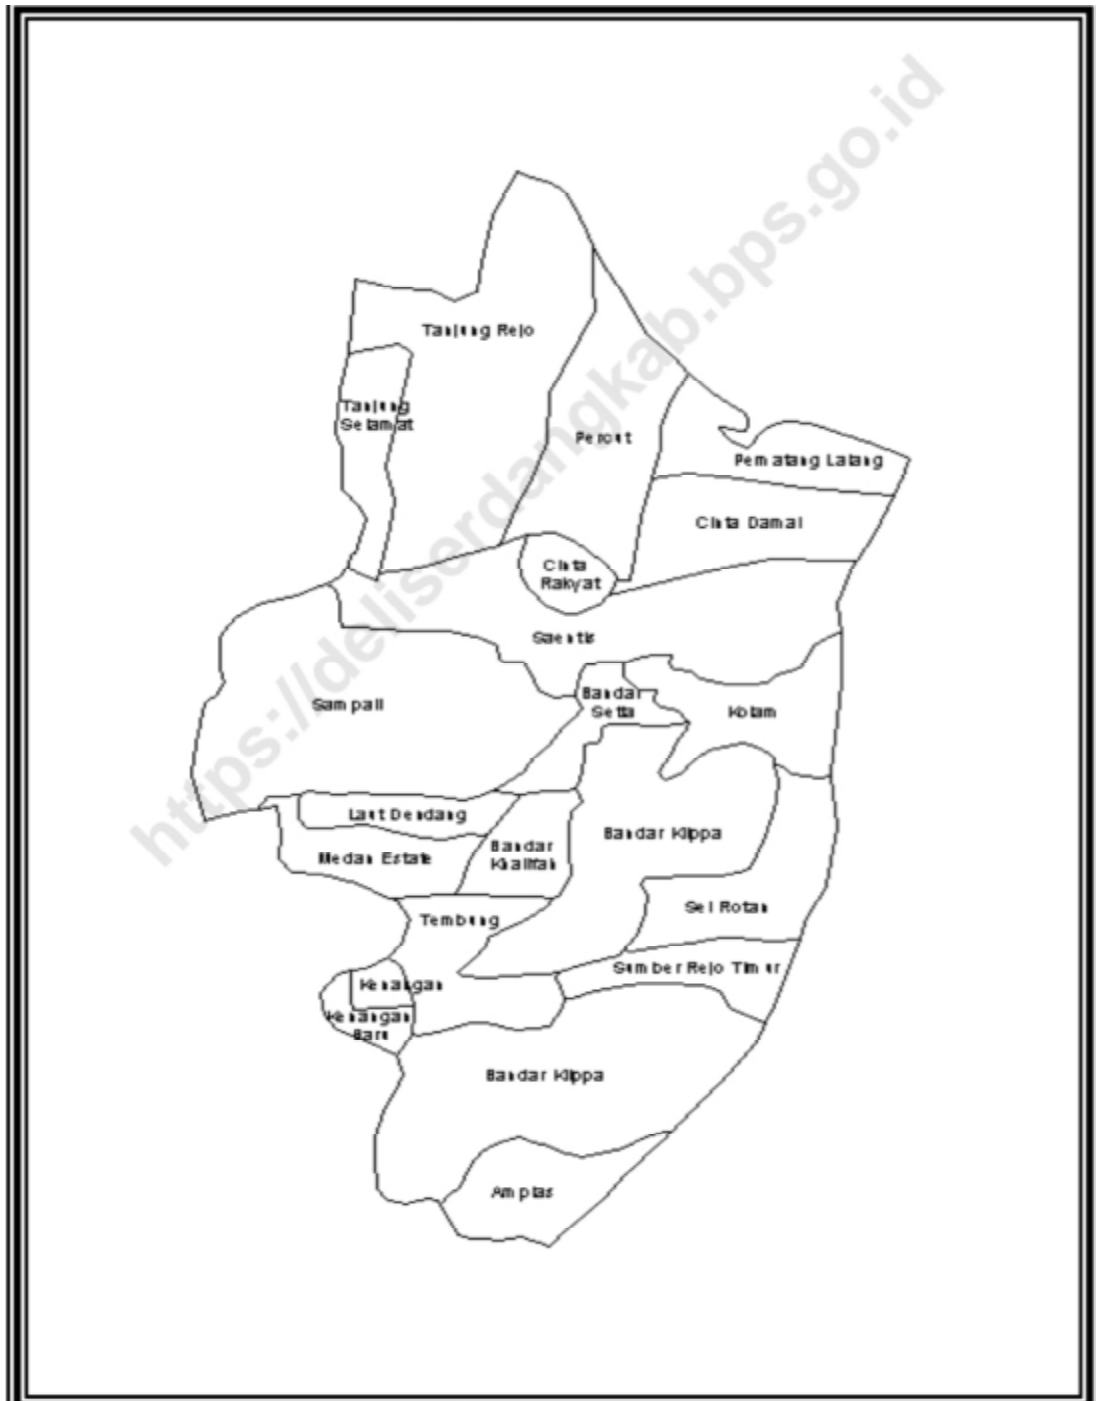 https://deliserdangkab.bps.go.id
Tanjung Rejo
Tanjung
Selamat
Percut
Pematang Lalang
Cinta Damai
Cinta
Rakyat
Saentis
Sampali
Bandar
Setia
Kolam
Laut Dendang
Bandar Klippa
Medan Estate
Bandar
Khalifah
Sei Rotan
Tembung
Sumber Rejo Timur
Kenangan
Kenangan
Baru
Bandar Klippa
Amplas